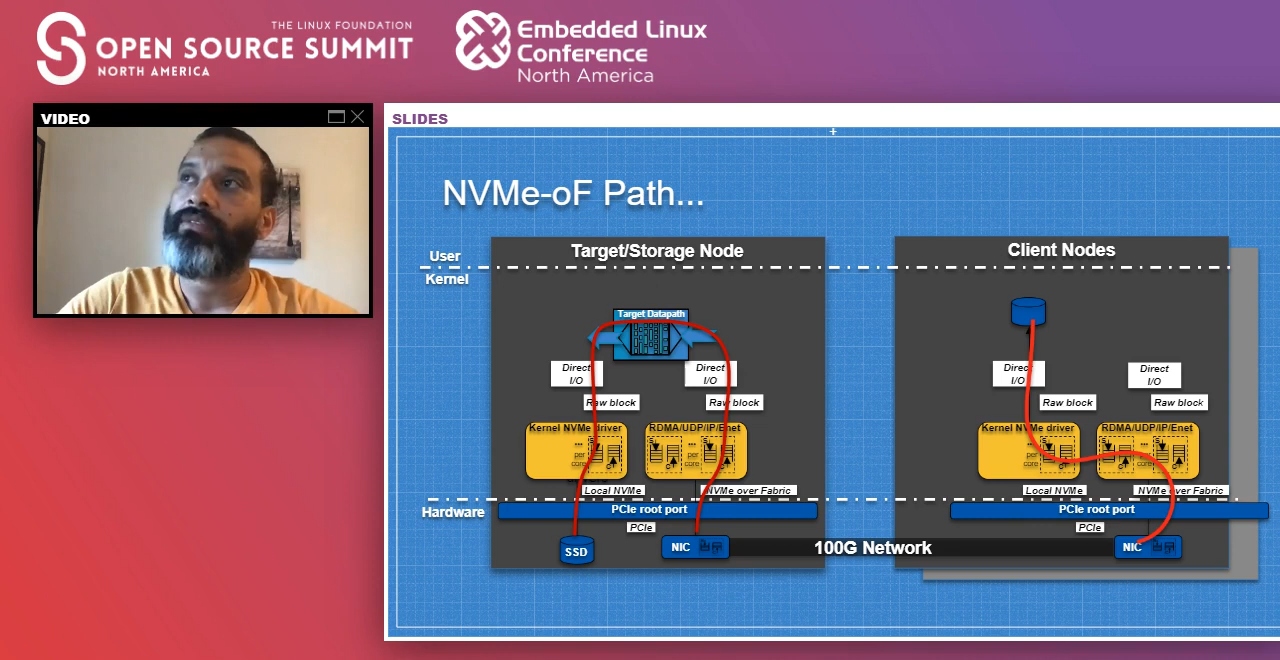 THE LINUX FOUNDATION
OPEN SOURCE SUMMIT
NORTH AMERICA
Embedded Linux
Conference
North America
VIDEO
SLIDES
NVMe-oF Path...
User
Kernel
Hardware
Target/Storage Node
Target Datapath
Direct
I/O
Direct
I/O
Raw block
Raw block
Kernel NVMe driver
RDMA/UDP/IP/Enet
... per
core
... per
core
Local NVMe
NVMe over Fabric
PCIe root port
PCIe
SSD
NIC
100G Network
Client Nodes
Direct
I/O
Direct
I/O
Raw block
Raw block
Kernel NVMe driver
RDMA/UDP/IP/Enet
... per
core
... per
core
Local NVMe
NVMe over Fabric
PCIe root port
PCIe
NIC